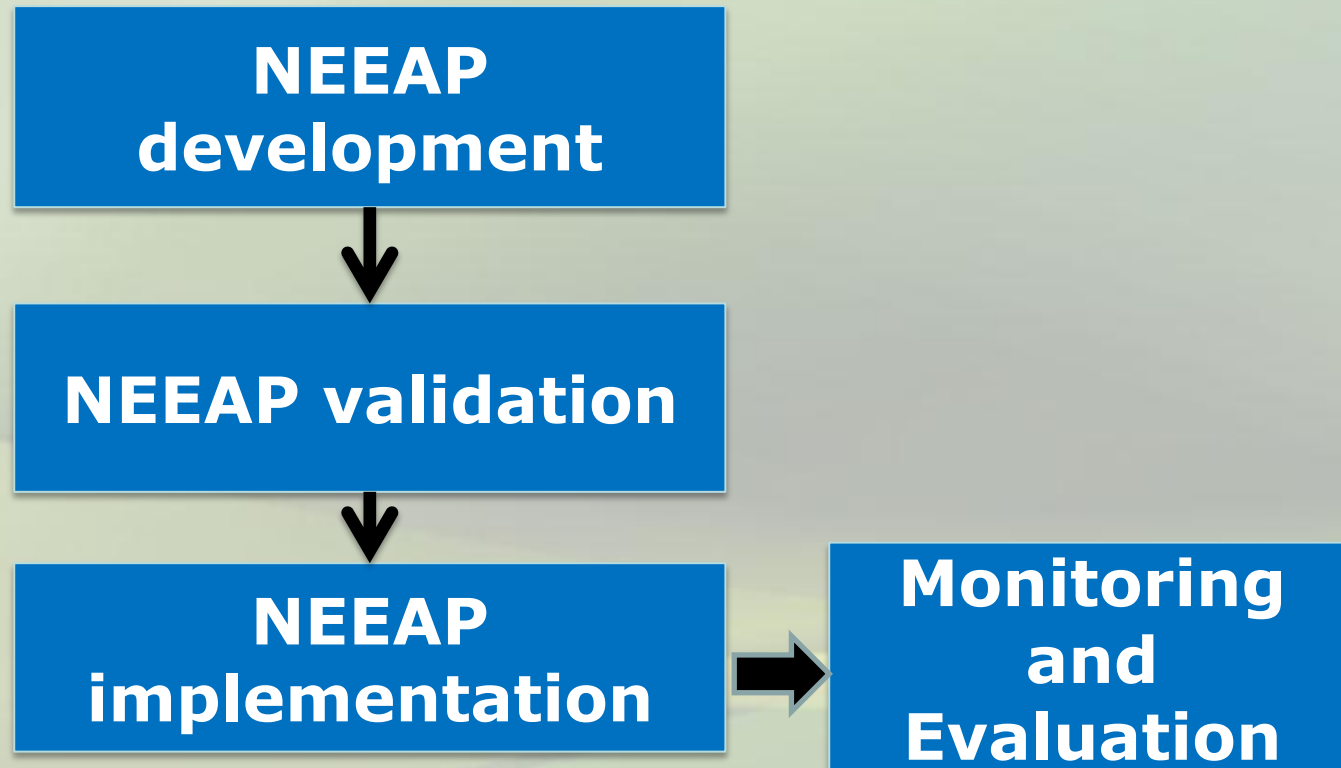 NEEAP
development
NEEAP validation
NEEAP
implementation
Monitoring
and
Evaluation